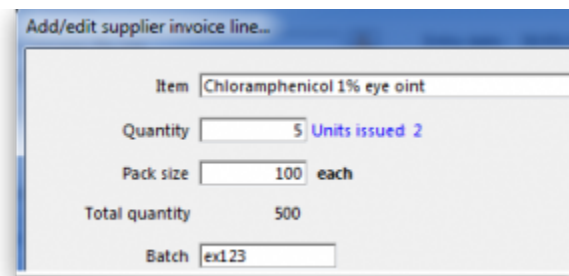 Add/edit supplier invoice line...
Item Chloramphenicol 1% eye oint
Quantity 5 Units issued 2
Pack size 100 each
Total quantity 500
Batch ex123